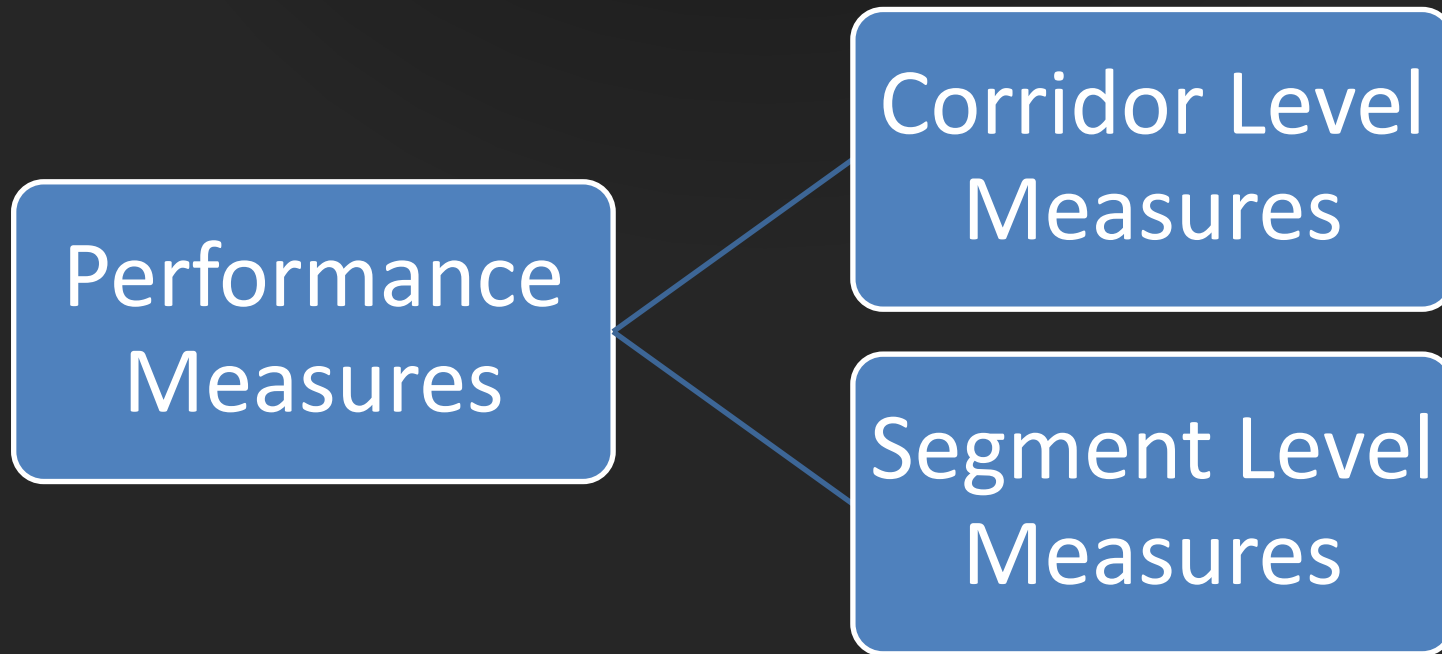 Performance
Measures
Corridor Level
Measures
Segment Level
Measures